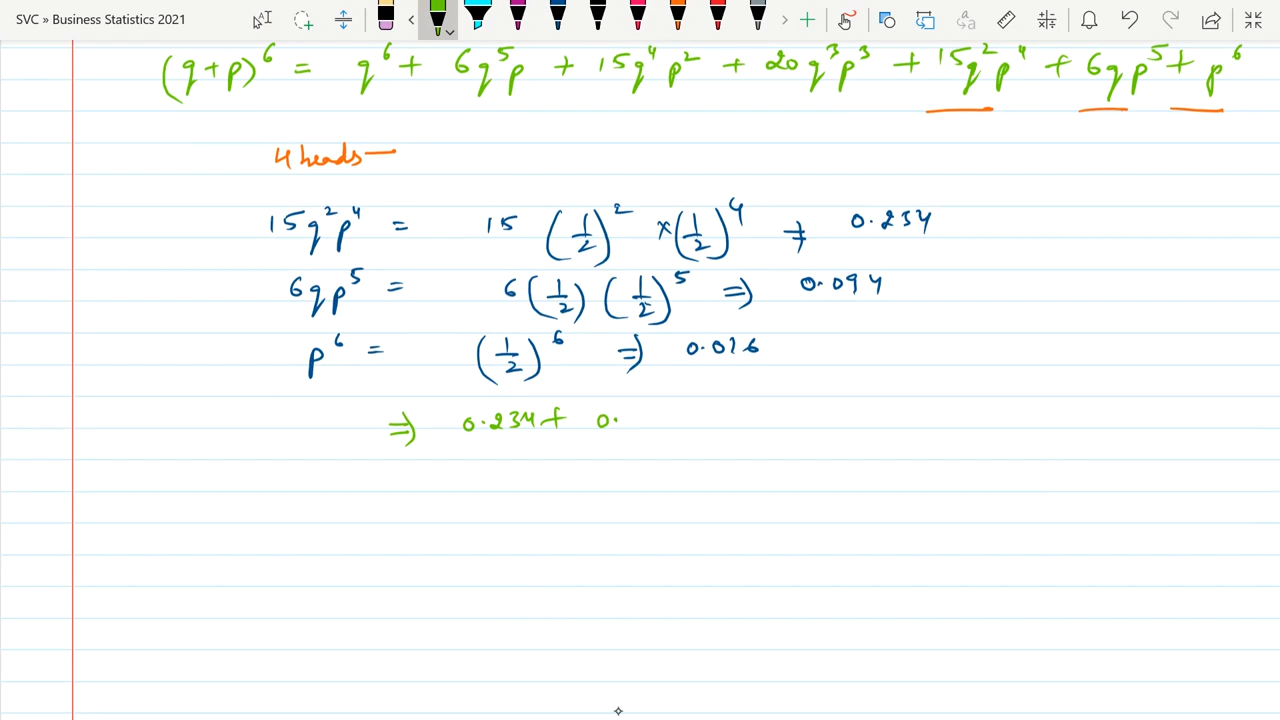 SVC » Business Statistics 2021
(q+p)^6 = q^6 + 6q^5p + 15q^4p^2 + 20q^3p^3 + 15q^2p^4 + 6qp^5 + p^6
4 heads —
15q^2p^4 = 15 (1/2)^2 × (1/2)^4 ⇒ 0.234
6qp^5 = 6 (1/2) (1/2)^5 ⇒ 0.094
p^6 = (1/2)^6 ⇒ 0.016
⇒ 0.234 + 0.